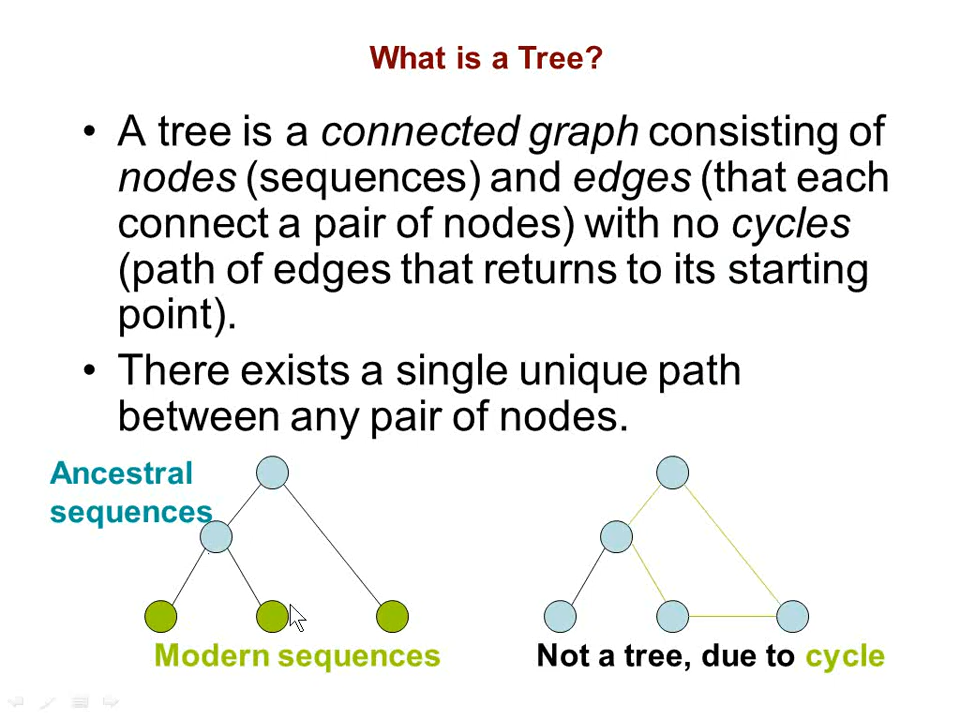 What is a Tree?
• A tree is a connected graph consisting of
nodes (sequences) and edges (that each
connect a pair of nodes) with no cycles
(path of edges that returns to its starting
point).
• There exists a single unique path
between any pair of nodes.
Ancestral
sequences
Modern sequences
Not a tree, due to cycle